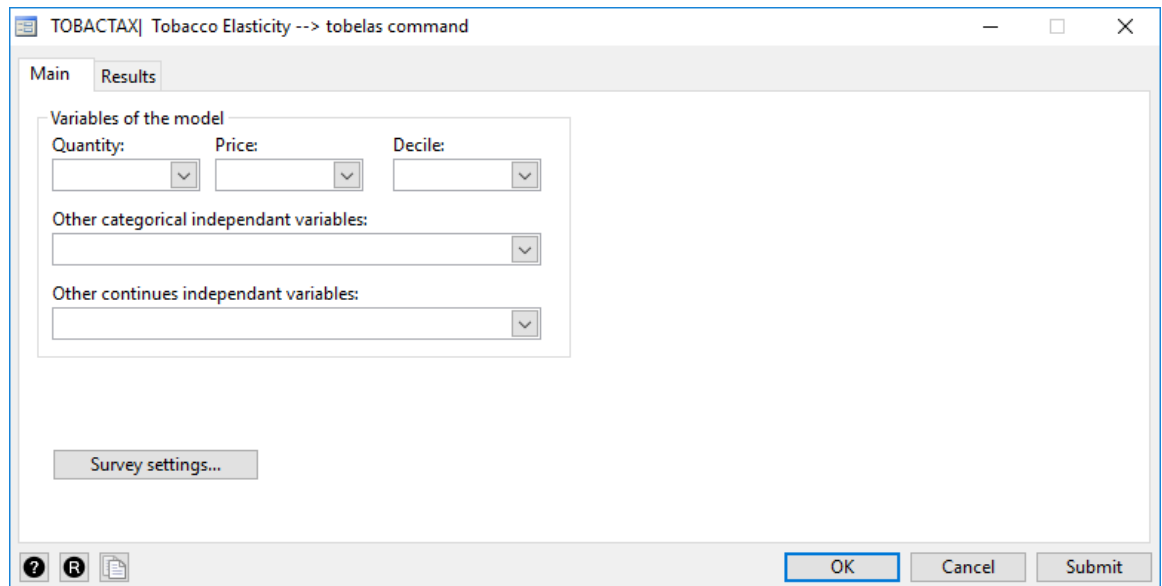 TOBACTAX| Tobacco Elasticity --> tobelas command
Main Results
Variables of the model
Quantity: Price: Decile:
Other categorical independant variables:
Other continues independant variables:
Survey settings...
? R OK Cancel Submit